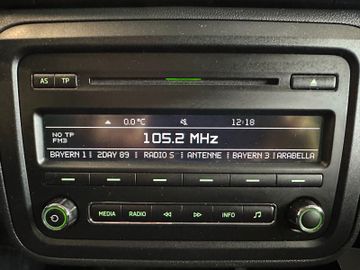 AS TP
0.0 °C 12:18
NO TP
FM3
105.2 MHz
BAYERN 1 2DAY 89 RADIO S ANTENNE BAYERN 3 ARABELLA
MEDIA RADIO INFO